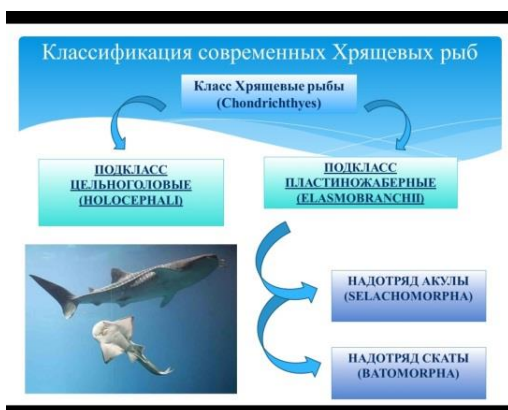 Классификация современных Хрящевых рыб
Класс Хрящевые рыбы
(Chondrichthyes)
ПОДКЛАСС
ЦЕЛЬНОГОЛОВЫЕ
(HOLOCEPHALI)
ПОДКЛАСС
ПЛАСТИНОЖАБЕРНЫЕ
(ELASMOBRANCHII)
НАДОТРЯД АКУЛЫ
(SELACHOMORPHA)
НАДОТРЯД СКАТЫ
(BATOMORPHA)